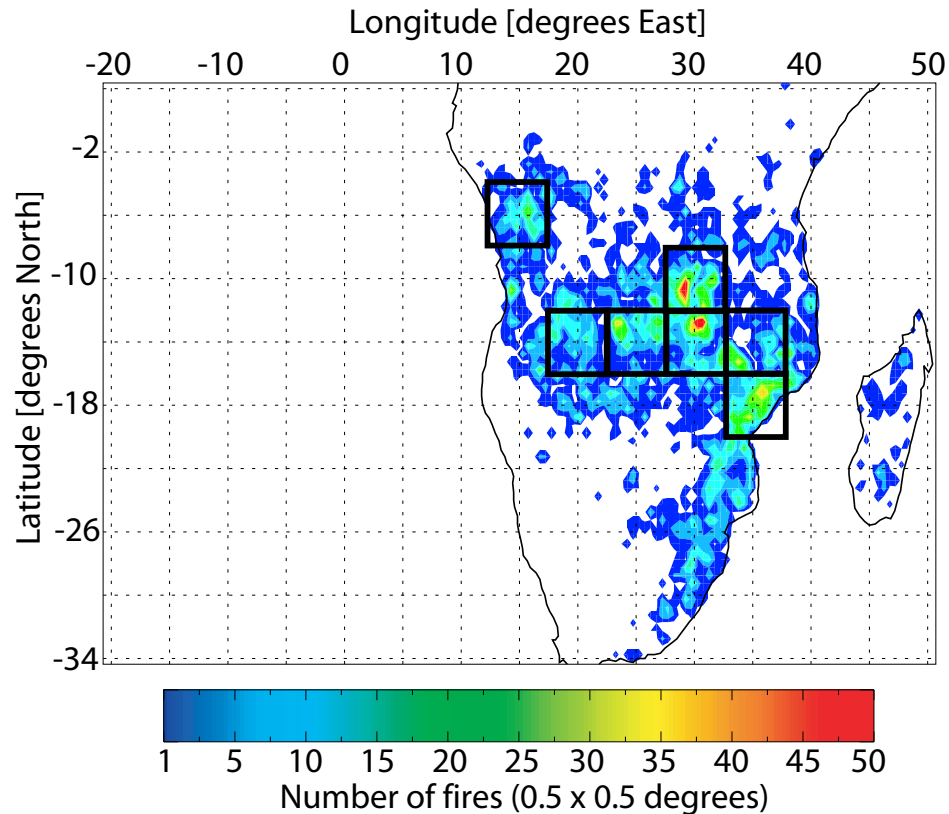 Longitude [degrees East]
-20 -10 0 10 20 30 40 50
Latitude [degrees North]
-2
-10
-18
-26
-34
1 5 10 15 20 25 30 35 40 45 50
Number of fires (0.5 x 0.5 degrees)